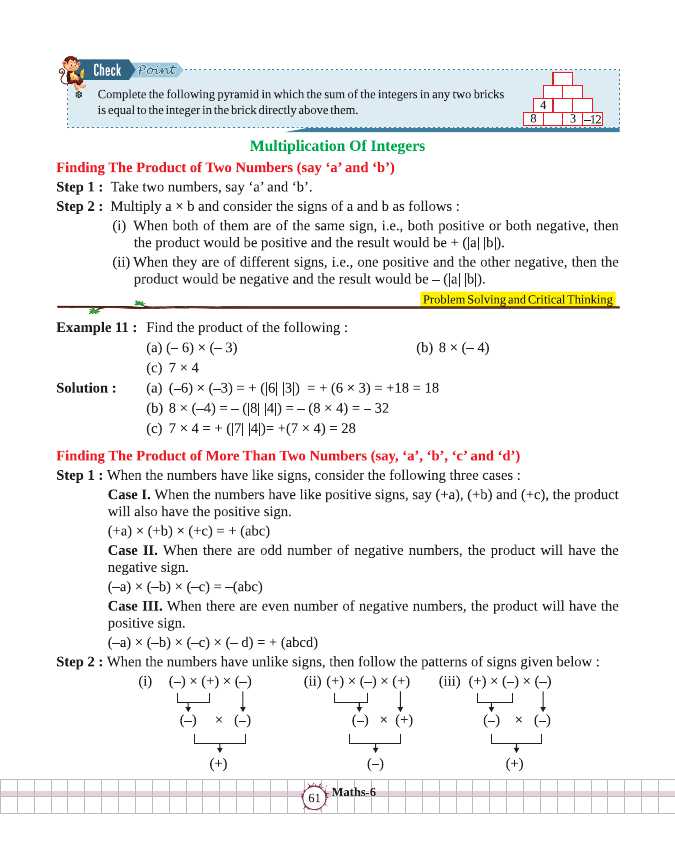 Check Point
❄ Complete the following pyramid in which the sum of the integers in any two bricks
is equal to the integer in the brick directly above them.
4
8 3 –12
Multiplication Of Integers
Finding The Product of Two Numbers (say ‘a’ and ‘b’)
Step 1 : Take two numbers, say ‘a’ and ‘b’.
Step 2 : Multiply a × b and consider the signs of a and b as follows :
(i) When both of them are of the same sign, i.e., both positive or both negative, then
the product would be positive and the result would be + (|a| |b|).
(ii) When they are of different signs, i.e., one positive and the other negative, then the
product would be negative and the result would be – (|a| |b|).
Problem Solving and Critical Thinking
Example 11 : Find the product of the following :
(a) (– 6) × (– 3) (b) 8 × (– 4)
(c) 7 × 4
Solution : (a) (–6) × (–3) = + (|6| |3|) = + (6 × 3) = +18 = 18
(b) 8 × (–4) = – (|8| |4|) = – (8 × 4) = – 32
(c) 7 × 4 = + (|7| |4|)= +(7 × 4) = 28
Finding The Product of More Than Two Numbers (say, ‘a’, ‘b’, ‘c’ and ‘d’)
Step 1 : When the numbers have like signs, consider the following three cases :
Case I. When the numbers have like positive signs, say (+a), (+b) and (+c), the product
will also have the positive sign.
(+a) × (+b) × (+c) = + (abc)
Case II. When there are odd number of negative numbers, the product will have the
negative sign.
(–a) × (–b) × (–c) = –(abc)
Case III. When there are even number of negative numbers, the product will have the
positive sign.
(–a) × (–b) × (–c) × (– d) = + (abcd)
Step 2 : When the numbers have unlike signs, then follow the patterns of signs given below :
(i) (–) × (+) × (–) (ii) (+) × (–) × (+) (iii) (+) × (–) × (–)
(–) × (–) (–) × (+) (–) × (–)
(+) (–) (+)
61 Maths-6